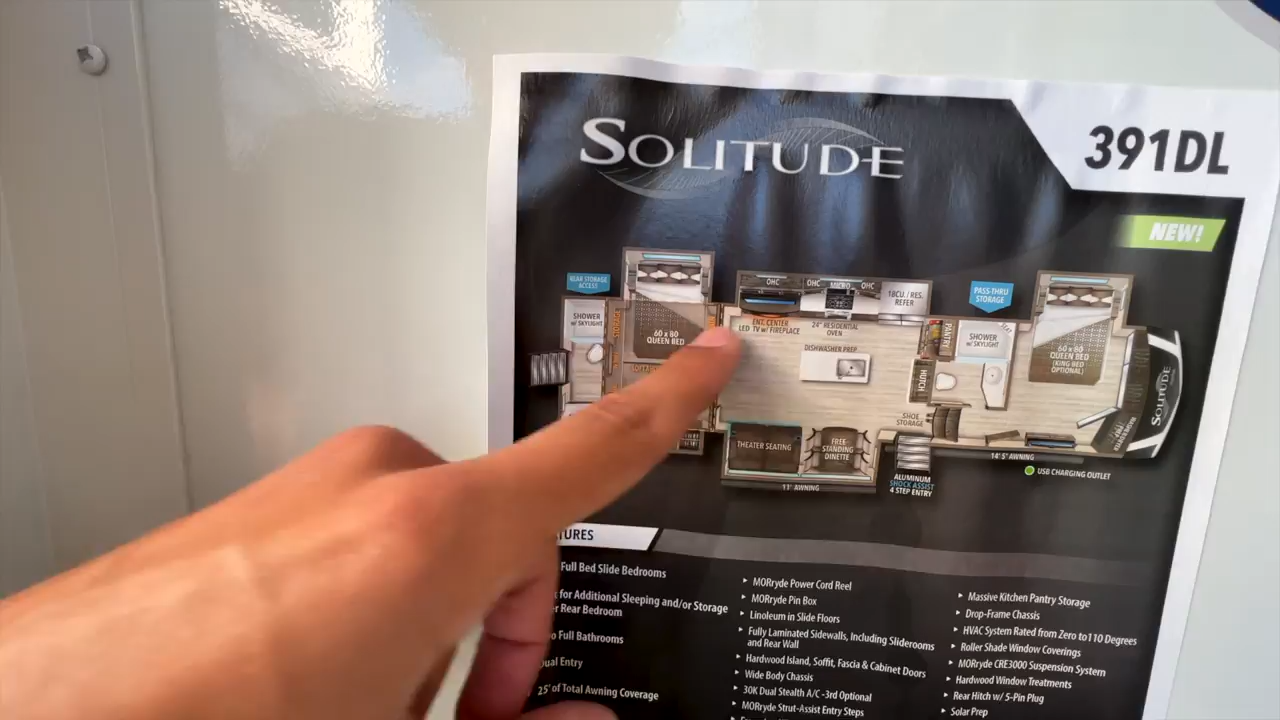 SOLITUDE
391DL
NEW!
REAR STORAGE
ACCESS
SHOWER
w/ SKYLIGHT
60 x 80
QUEEN BED
OHC
OHC
MICRO
OHC
ENT. CENTER
LED TV w/ FIREPLACE
24" RESIDENTIAL
OVEN
18CU. / RES.
REFER
DISHWASHER PREP
PASS-THRU
STORAGE
PANTRY
HUTCH
SHOWER
w/ SKYLIGHT
SEAT
60 x 80
QUEEN BED
(KING BED
OPTIONAL)
SOLITUDE
SHOE
STORAGE
THEATER SEATING
FREE
STANDING
DINETTE
11' AWNING
ALUMINUM
SHOCK ASSIST
4 STEP ENTRY
14' 5" AWNING
USB CHARGING OUTLET
TURES
Full Bed Slide Bedrooms
for Additional Sleeping and/or Storage
Rear Bedroom
Full Bathrooms
ual Entry
25' of Total Awning Coverage
MORryde Power Cord Reel
MORryde Pin Box
Linoleum in Slide Floors
Fully Laminated Sidewalls, Including Sliderooms
and Rear Wall
Hardwood Island, Soffit, Fascia & Cabinet Doors
Wide Body Chassis
30K Dual Stealth A/C -3rd Optional
MORryde Strut-Assist Entry Steps
Massive Kitchen Pantry Storage
Drop-Frame Chassis
HVAC System Rated from Zero to 110 Degrees
Roller Shade Window Coverings
MORryde CRE3000 Suspension System
Hardwood Window Treatments
Rear Hitch w/ 5-Pin Plug
Solar Prep